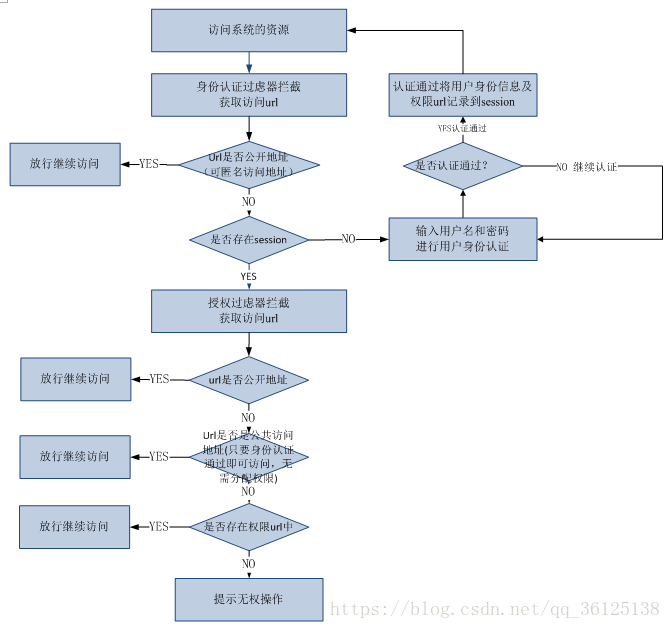 访问系统的资源
身份认证过虑器拦截
获取访问url
认证通过将用户身份信息及
权限url记录到session
YES认证通过
Url是否公开地址
（可匿名访问地址）
YES
放行继续访问
是否认证通过?
NO 继续认证
NO
是否存在session
NO
输入用户名和密码
进行用户身份认证
YES
授权过虑器拦截
获取访问url
放行继续访问
YES
url是否公开地址
NO
Url是否是公共访问
地址(只要身份认证
通过即可访问，无
需分配权限)
YES
放行继续访问
NO
放行继续访问
YES
是否存在权限url中
NO
提示无权操作
https://blog.csdn.net/qq_36125138